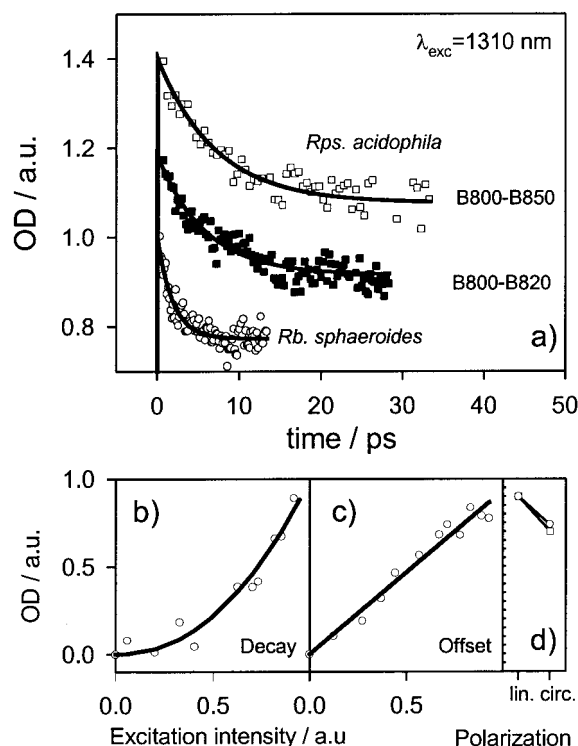 λexc=1310 nm
1.4
Rps. acidophila
1.2
B800-B850
OD / a.u.
1.0
B800-B820
Rb. sphaeroides
0.8
a)
0 10 20 30 40 50
time / ps
1.0
b) c) d)
OD / a.u.
0.5
0.0
Decay Offset
lin. circ.
0.0 0.5 0.0 0.5
Excitation intensity / a.u Polarization